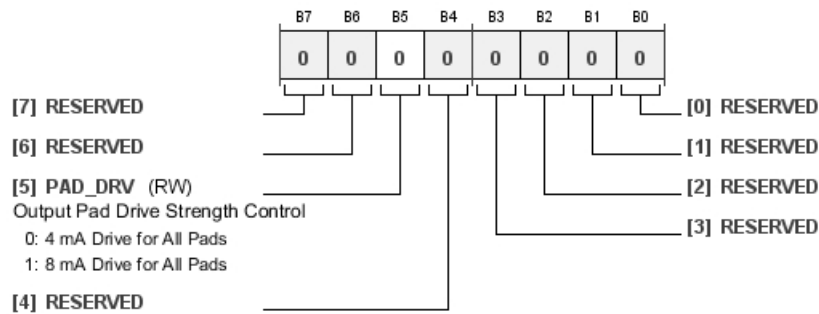 B7 B6 B5 B4 B3 B2 B1 B0
0 0 0 0 0 0 0 0
[7] RESERVED
[6] RESERVED
[5] PAD_DRV (RW)
Output Pad Drive Strength Control
0: 4 mA Drive for All Pads
1: 8 mA Drive for All Pads
[4] RESERVED
[0] RESERVED
[1] RESERVED
[2] RESERVED
[3] RESERVED